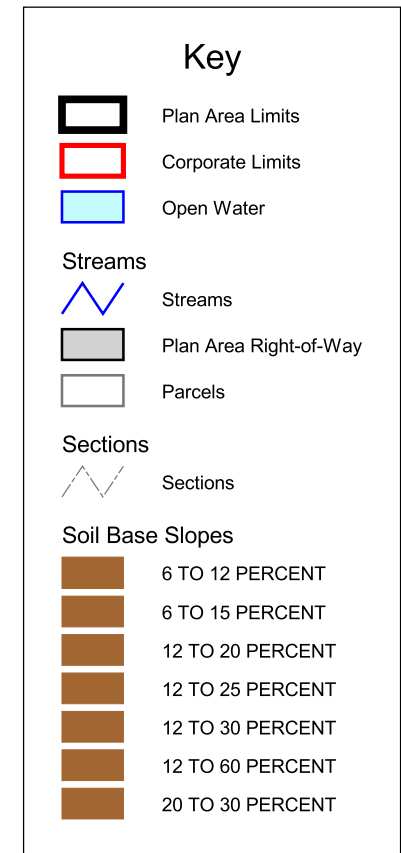 Key
Plan Area Limits
Corporate Limits
Open Water
Streams
Streams
Plan Area Right-of-Way
Parcels
Sections
Sections
Soil Base Slopes
6 TO 12 PERCENT
6 TO 15 PERCENT
12 TO 20 PERCENT
12 TO 25 PERCENT
12 TO 30 PERCENT
12 TO 60 PERCENT
20 TO 30 PERCENT